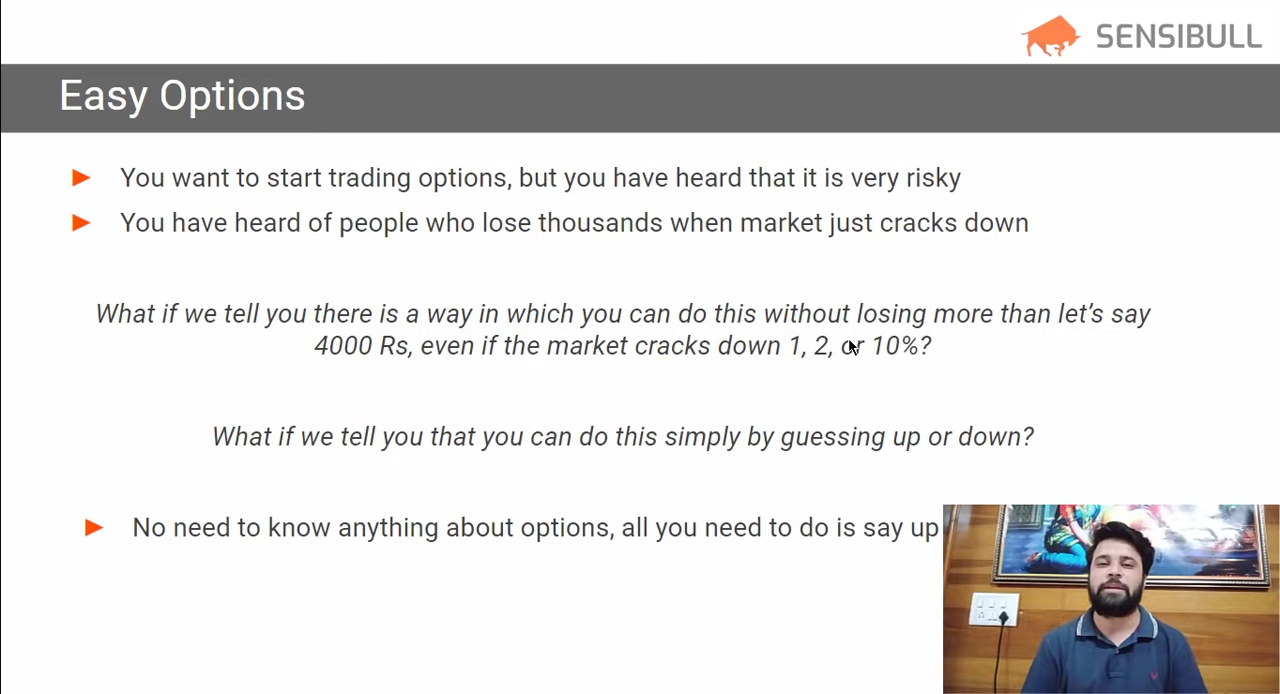 SENSIBULL
Easy Options
You want to start trading options, but you have heard that it is very risky
You have heard of people who lose thousands when market just cracks down
What if we tell you there is a way in which you can do this without losing more than let's say
4000 Rs, even if the market cracks down 1, 2, or 10%?
What if we tell you that you can do this simply by guessing up or down?
No need to know anything about options, all you need to do is say up